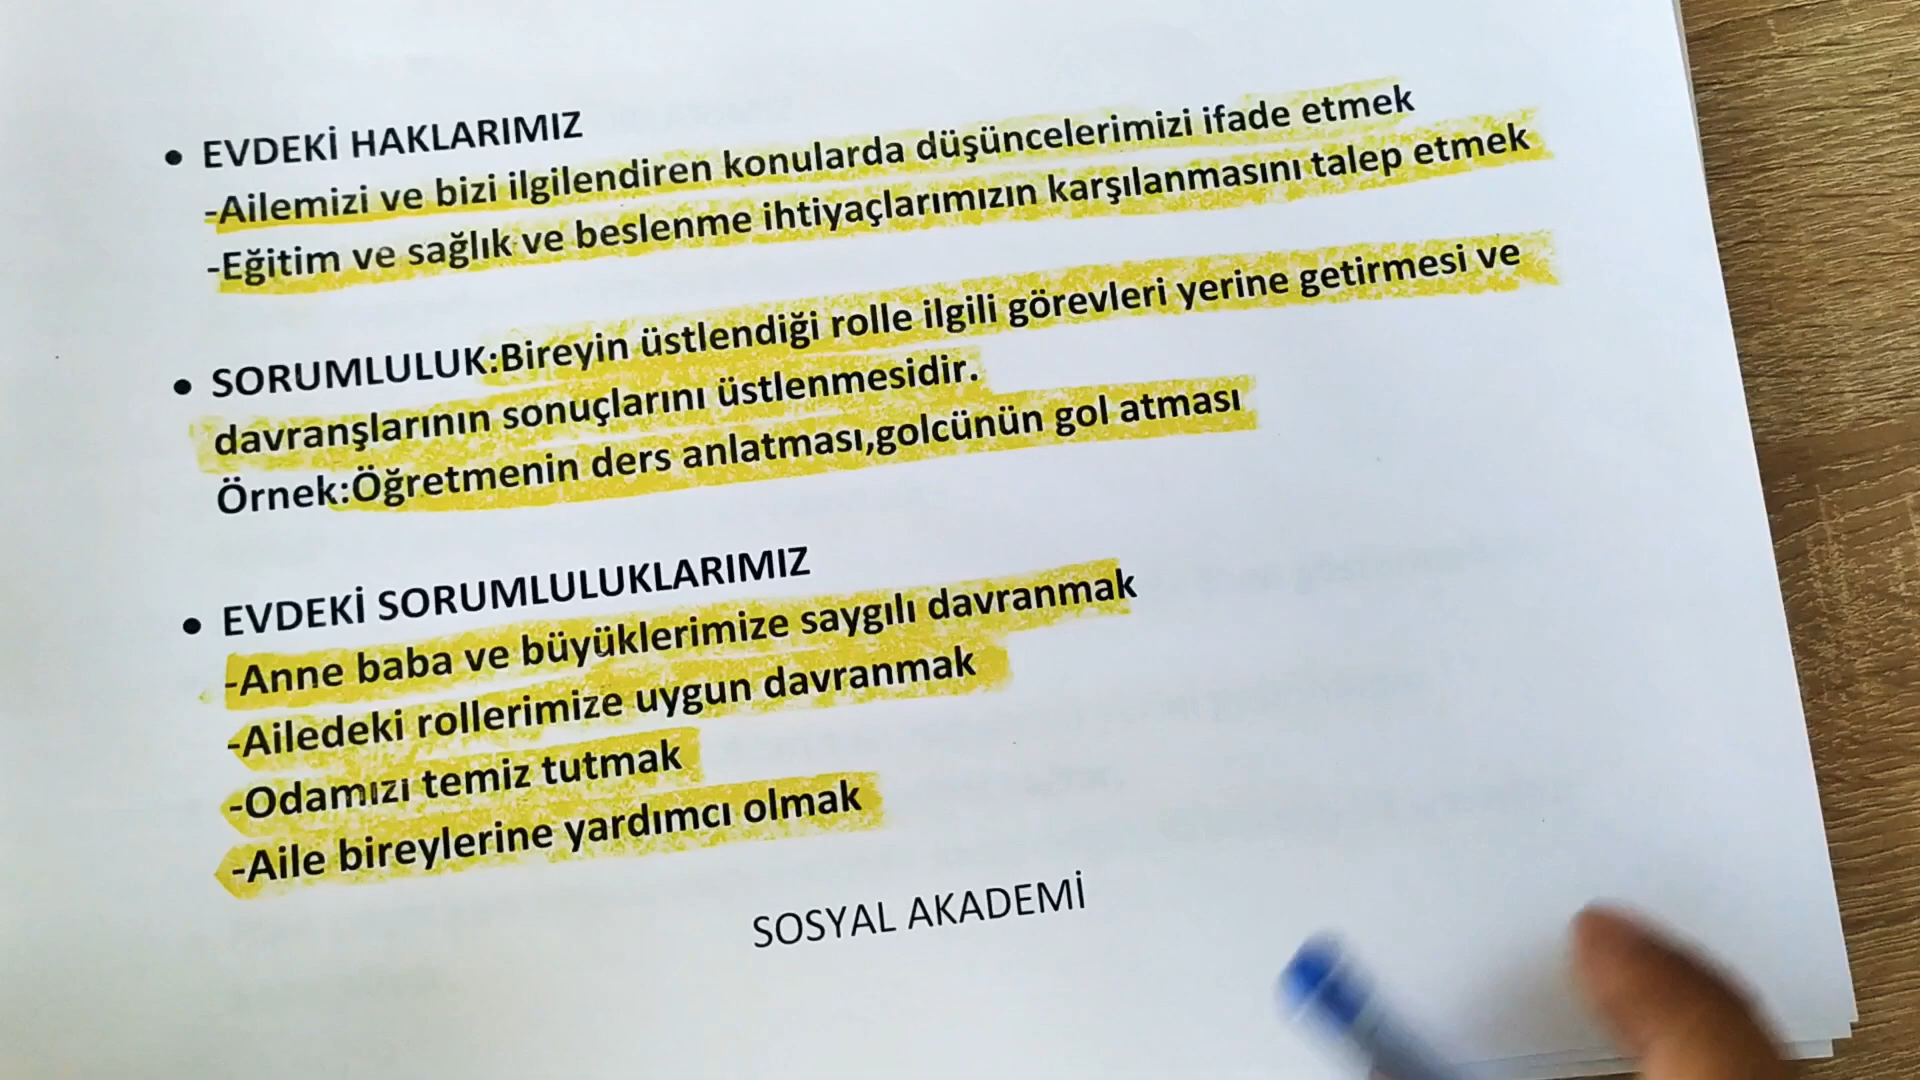 • EVDEKİ HAKLARIMIZ
-Ailemizi ve bizi ilgilendiren konularda düşüncelerimizi ifade etmek
-Eğitim ve sağlık ve beslenme ihtiyaçlarımızın karşılanmasını talep etmek
• SORUMLULUK:Bireyin üstlendiği rolle ilgili görevleri yerine getirmesi ve
davranşlarının sonuçlarını üstlenmesidir.
Örnek:Öğretmenin ders anlatması,golcünün gol atması
• EVDEKİ SORUMLULUKLARIMIZ
-Anne baba ve büyüklerimize saygılı davranmak
-Ailedeki rollerimize uygun davranmak
-Odamızı temiz tutmak
-Aile bireylerine yardımcı olmak
SOSYAL AKADEMİ